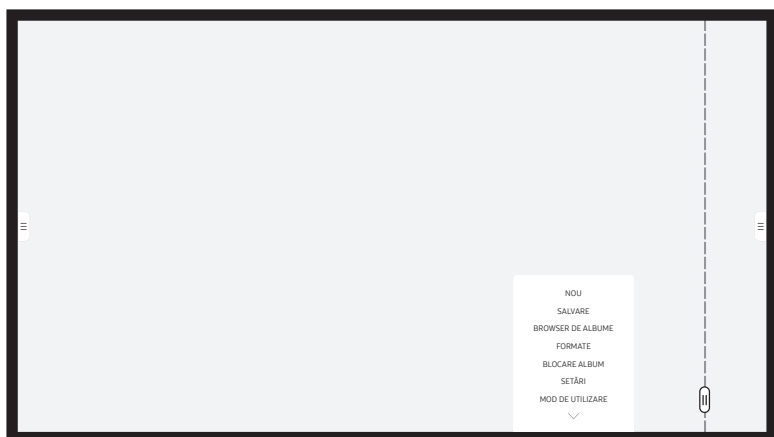 NOU
SALVARE
BROWSER DE ALBUME
FORMATE
BLOCARE ALBUM
SETĂRI
MOD DE UTILIZARE